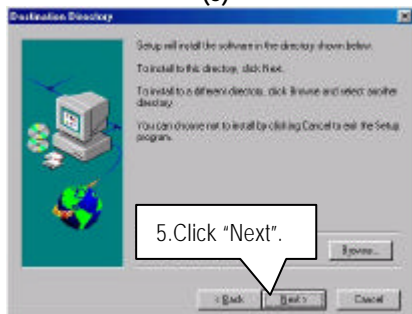 Destination Directory
Setup will install the software in the directory shown below.
To install to this directory, click Next.
To install to a different directory, click Browse and select another
directory.
You can choose not to install by clicking Cancel to exit the Setup
program.
5.Click “Next”.
Browse...
< Back
Next >
Cancel